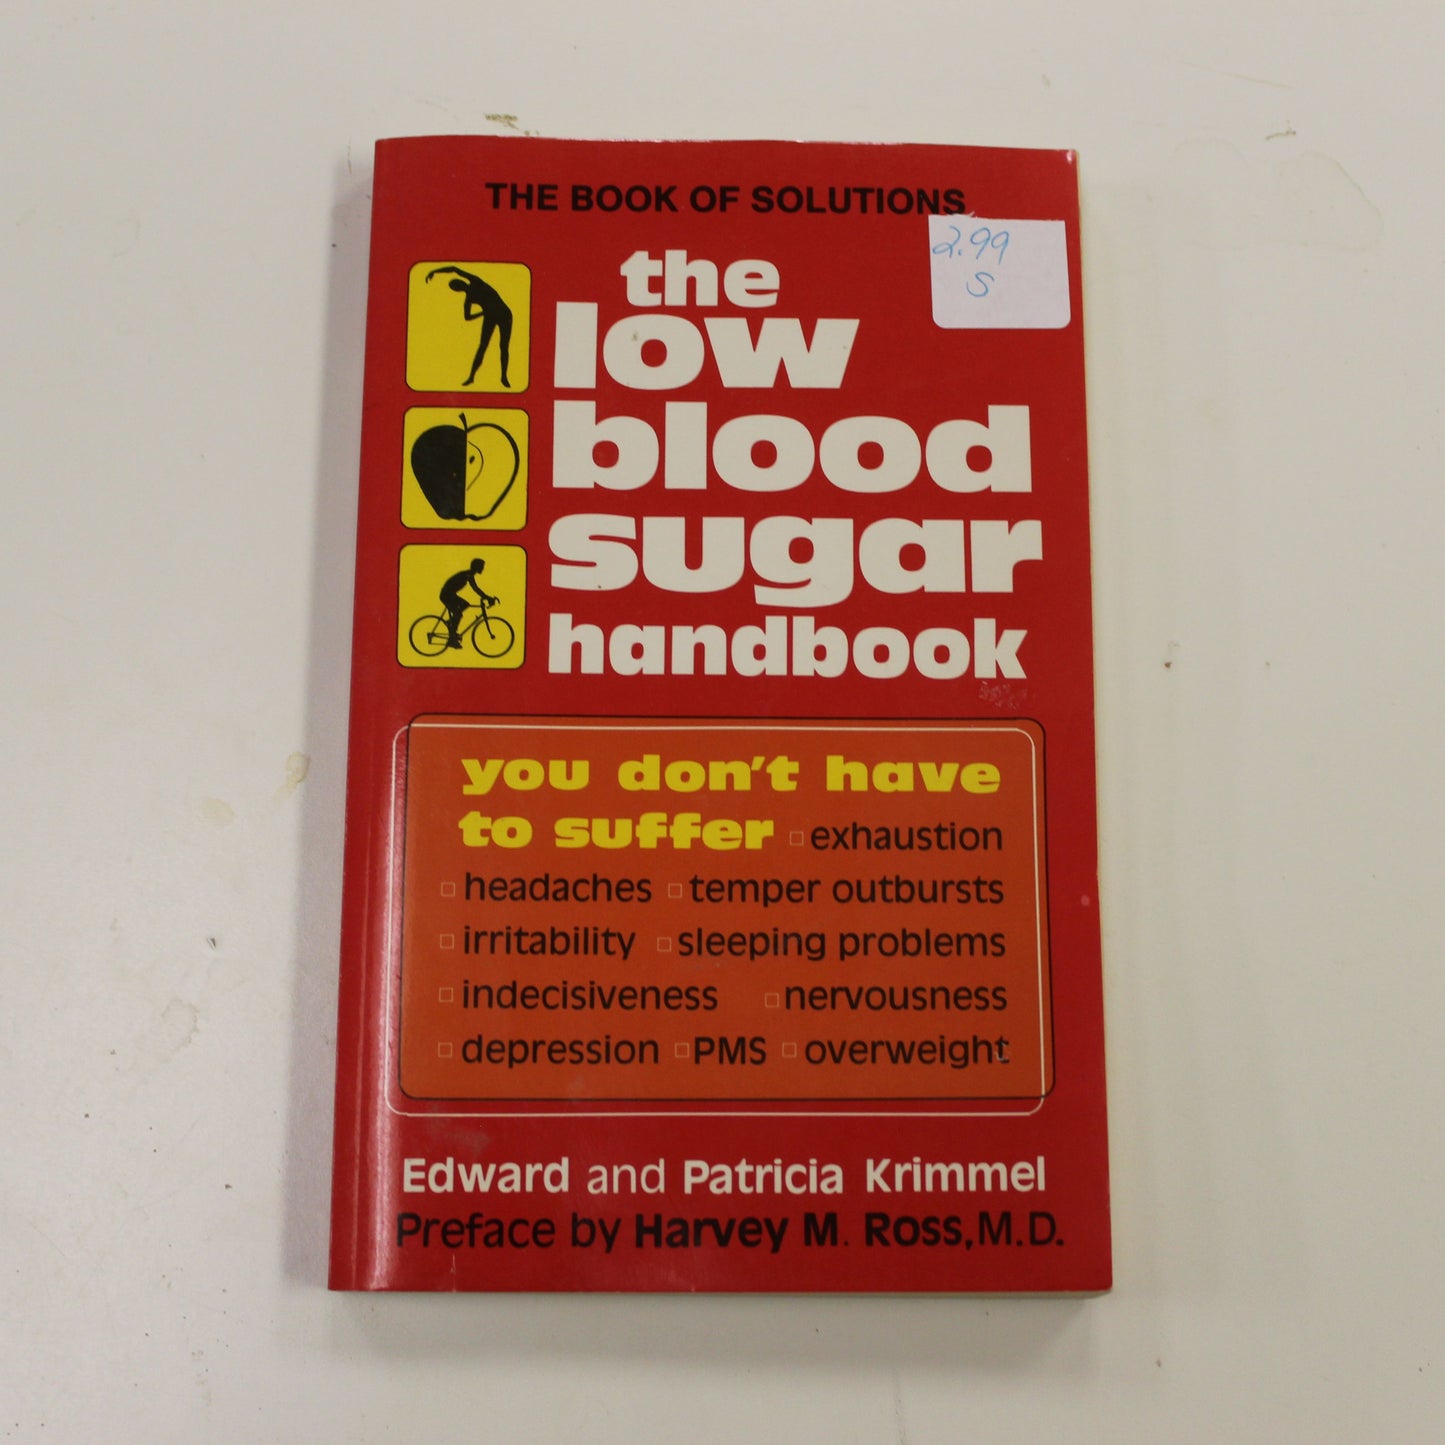 THE BOOK OF SOLUTIONS
2.99
S
the
low
blood
sugar
handbook
you don't have
to suffer □ exhaustion
□ headaches □ temper outbursts
□ irritability □ sleeping problems
□ indecisiveness □ nervousness
□ depression □ PMS □ overweight
Edward and Patricia Krimmel
Preface by Harvey M. Ross, M.D.